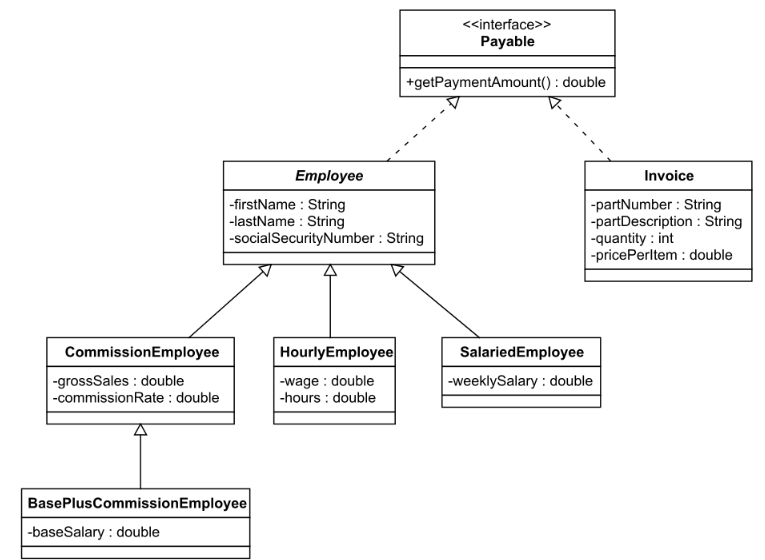 <<interface>>
Payable
+getPaymentAmount() : double
Employee
-firstName : String
-lastName : String
-socialSecurityNumber : String
Invoice
-partNumber : String
-partDescription : String
-quantity : int
-pricePerItem : double
CommissionEmployee
-grossSales : double
-commissionRate : double
HourlyEmployee
-wage : double
-hours : double
SalariedEmployee
-weeklySalary : double
BasePlusCommissionEmployee
-baseSalary : double